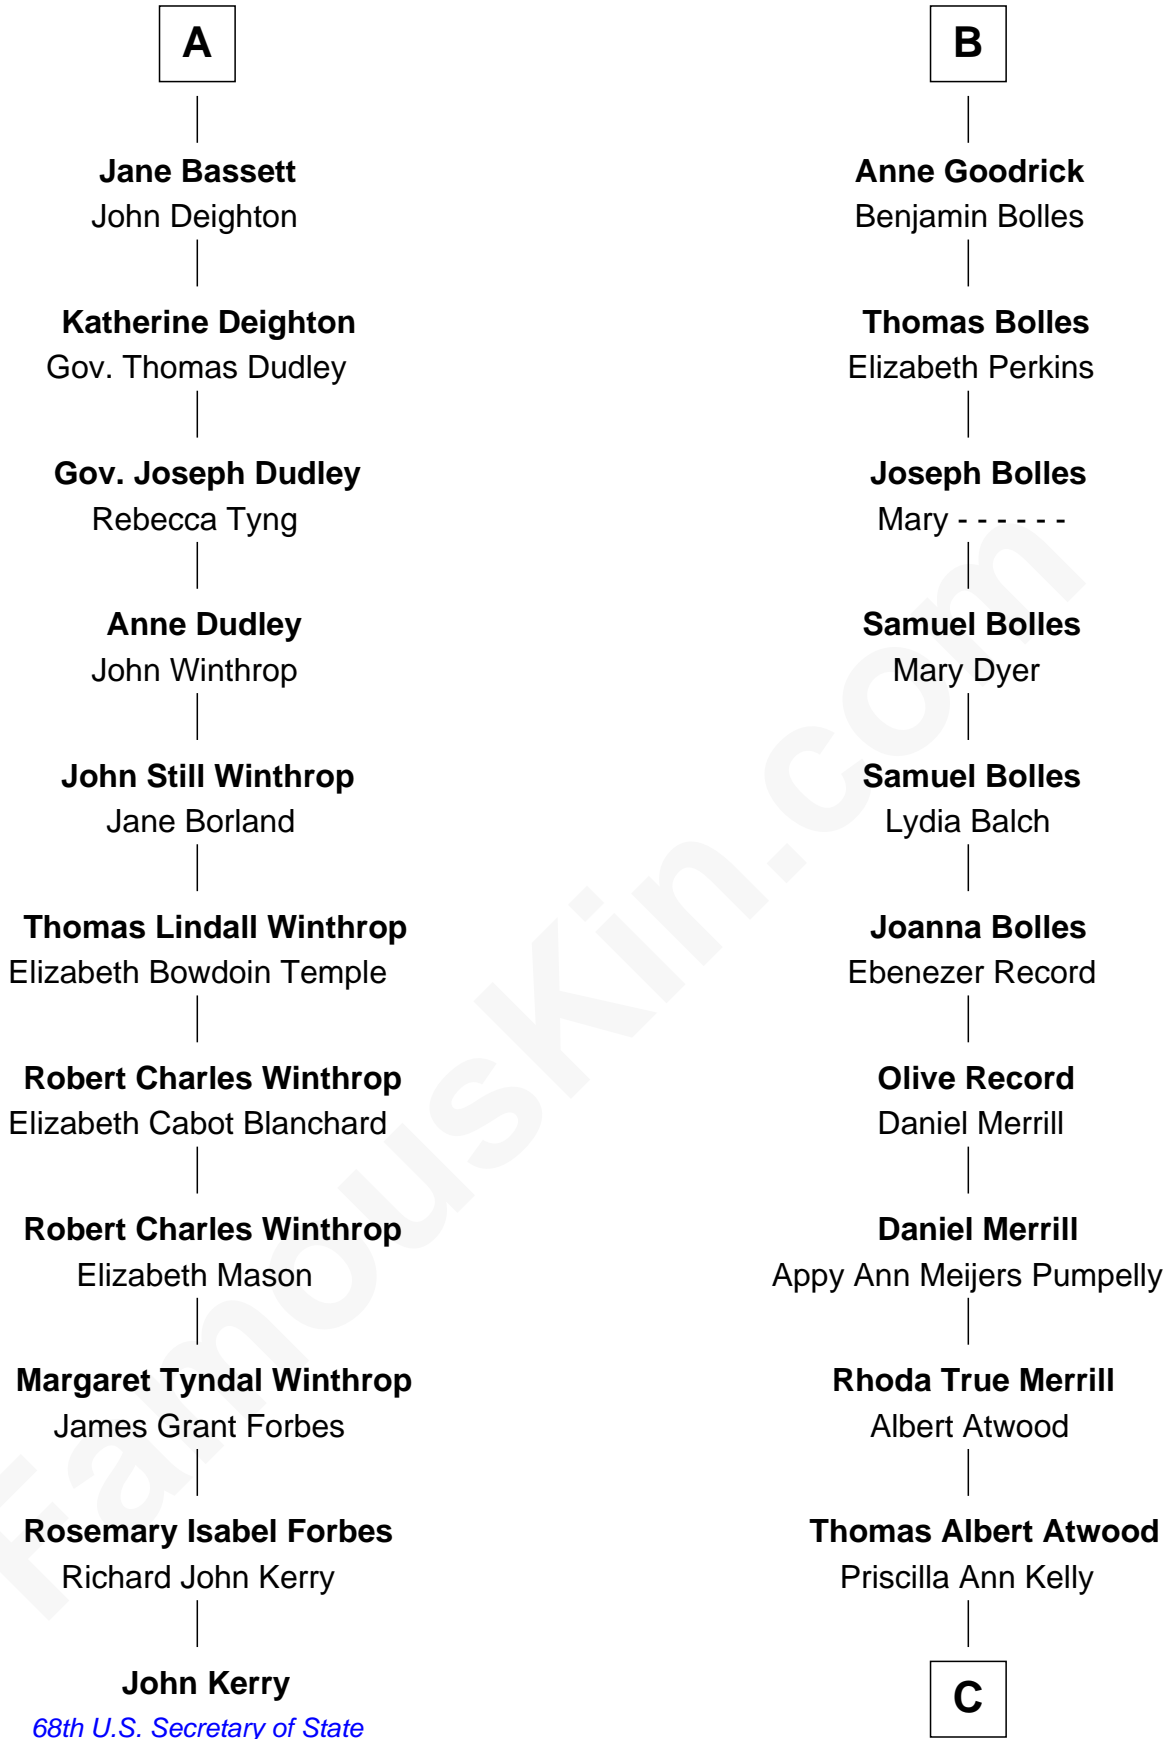 A
Jane Bassett
John Deighton
Katherine Deighton
Gov. Thomas Dudley
Gov. Joseph Dudley
Rebecca Tyng
Anne Dudley
John Winthrop
John Still Winthrop
Jane Borland
Thomas Lindall Winthrop
Elizabeth Bowdoin Temple
Robert Charles Winthrop
Elizabeth Cabot Blanchard
Robert Charles Winthrop
Elizabeth Mason
Margaret Tyndal Winthrop
James Grant Forbes
Rosemary Isabel Forbes
Richard John Kerry
John Kerry
68th U.S. Secretary of State
B
Anne Goodrick
Benjamin Bolles
Thomas Bolles
Elizabeth Perkins
Joseph Bolles
Mary - - - - - -
Samuel Bolles
Mary Dyer
Samuel Bolles
Lydia Balch
Joanna Bolles
Ebenezer Record
Olive Record
Daniel Merrill
Daniel Merrill
Appy Ann Meijers Pumpelly
Rhoda True Merrill
Albert Atwood
Thomas Albert Atwood
Priscilla Ann Kelly
C
FamousKin.com